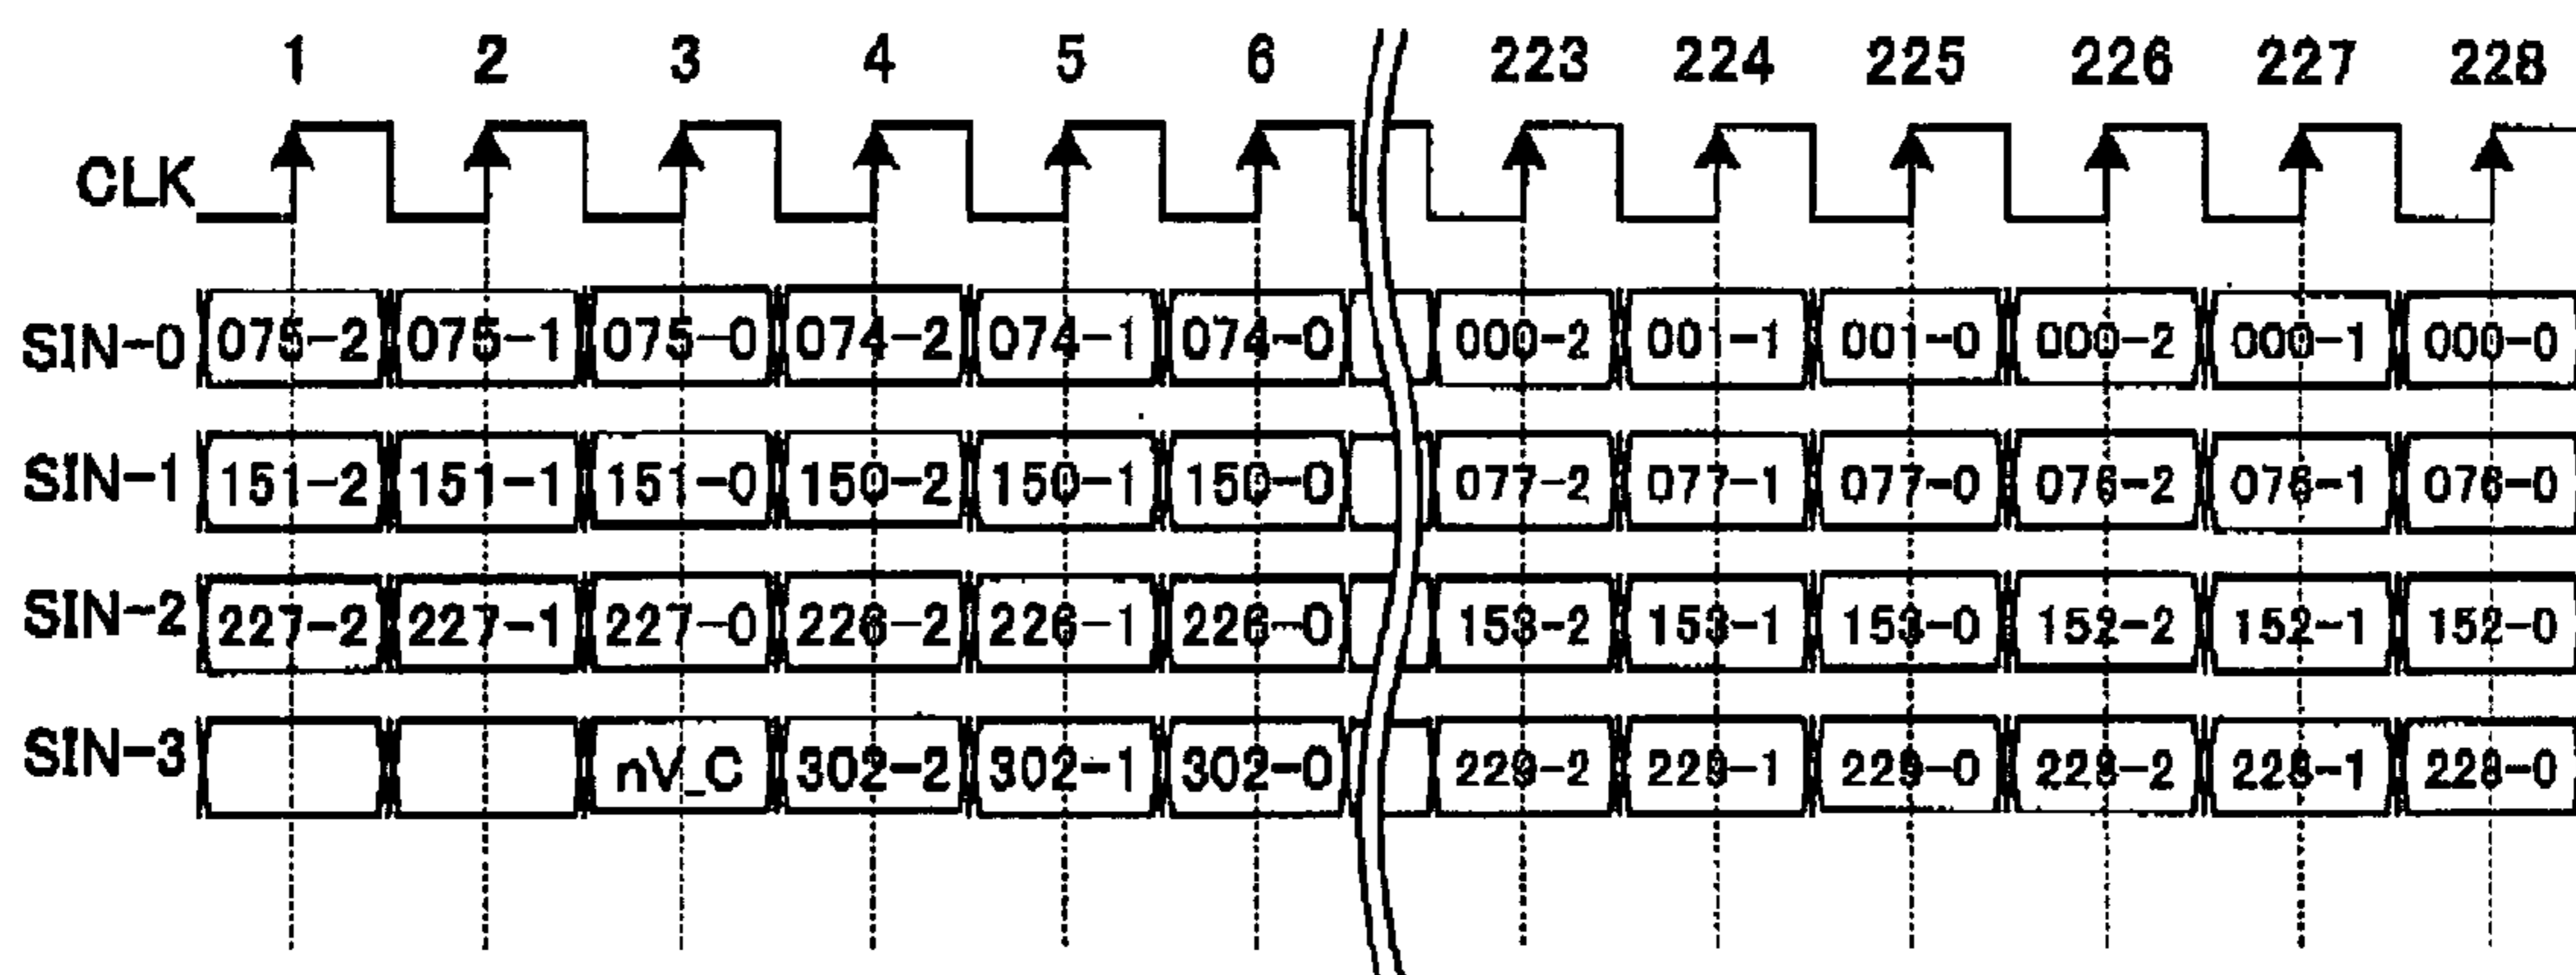 1 2 3 4 5 6 223 224 225 226 227 228
CLK
SIN-0 075-2 075-1 075-0 074-2 074-1 074-0 000-2 001-1 001-0 000-2 000-1 000-0
SIN-1 151-2 151-1 151-0 150-2 150-1 150-0 077-2 077-1 077-0 076-2 076-1 076-0
SIN-2 227-2 227-1 227-0 226-2 226-1 226-0 153-2 153-1 153-0 152-2 152-1 152-0
SIN-3 nV_C 302-2 302-1 302-0 229-2 229-1 229-0 228-2 228-1 228-0